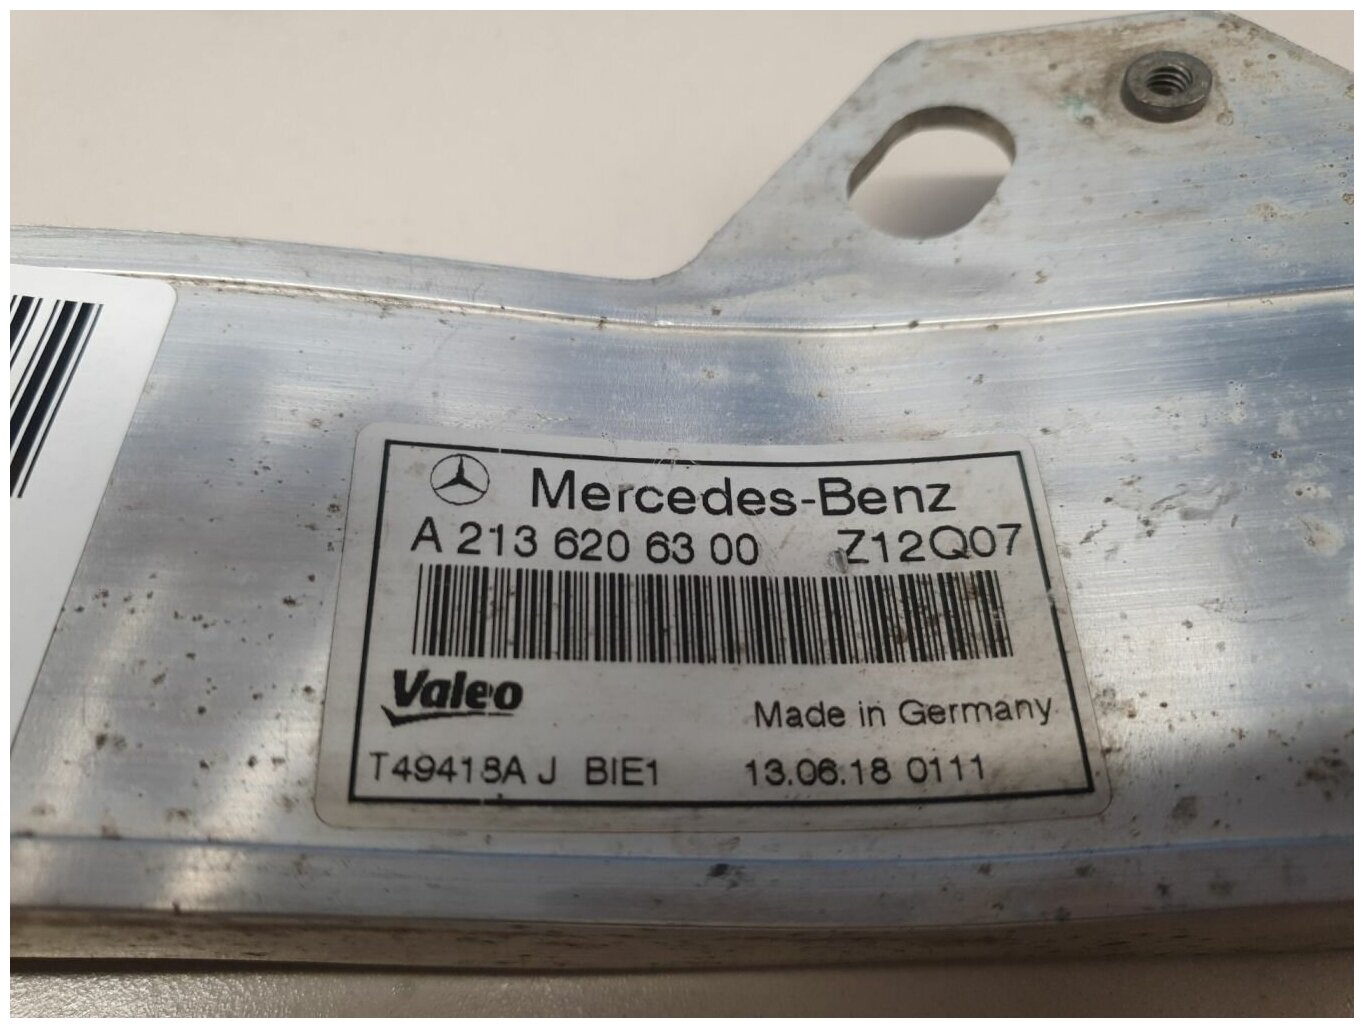 Mercedes-Benz
A 213 620 63 00 Z12Q07
Valeo
Made in Germany
T49418A J BIE1 13.06.18 0111